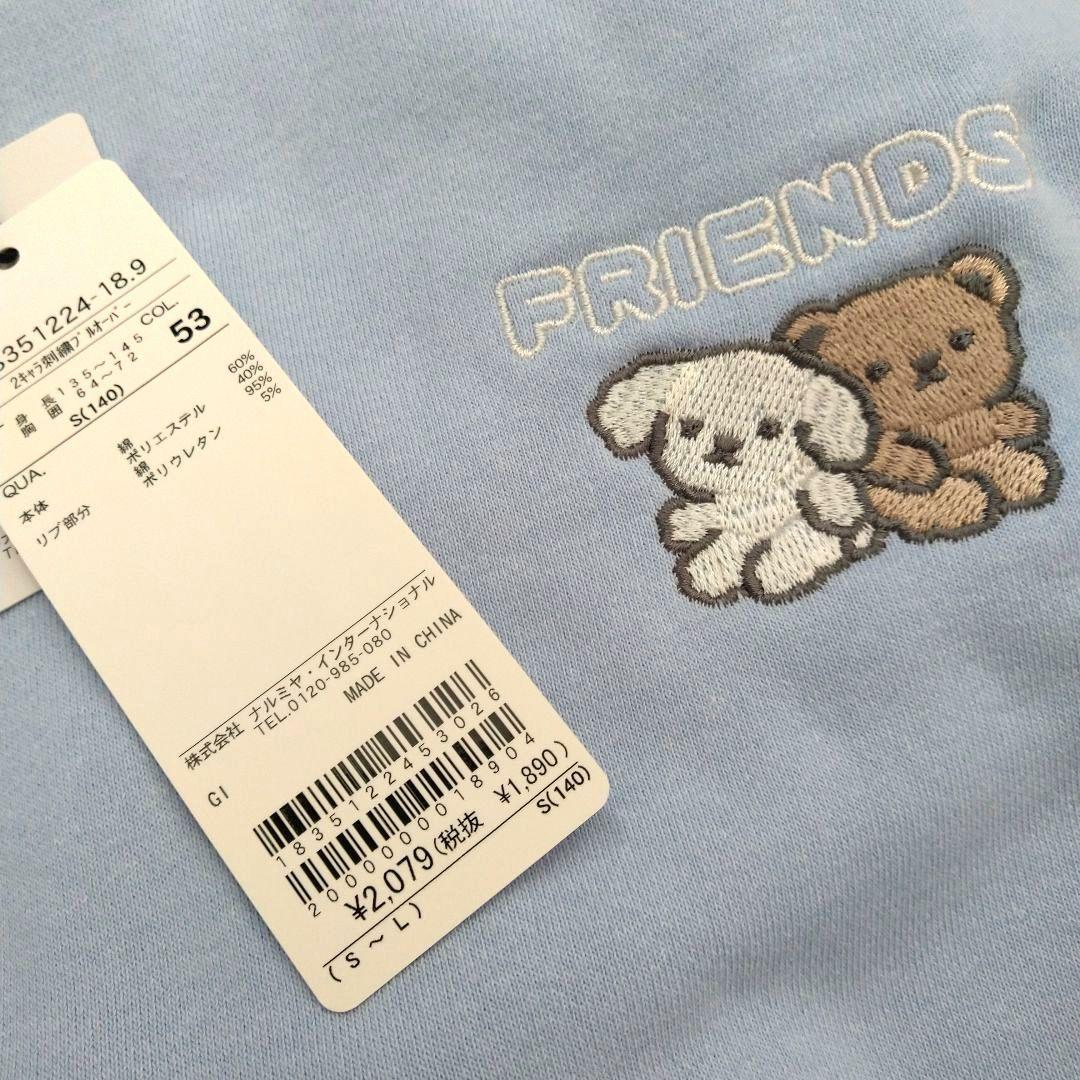 FRIENDS
351224-18.9
2キャラ刺繍プルオーバー
身長 135~145
胸囲 64~72
COL.
53
S(140)
QUA.
本体 綿 60%
ポリエステル 40%
リブ部分 綿 95%
ポリウレタン 5%
株式会社 ナルミヤ・インターナショナル
TEL.0120-985-080
MADE IN CHINA
GI
1835122453026
2000000018904
¥2,079(税抜 ¥1,890)
S(140)
(S ~ L)